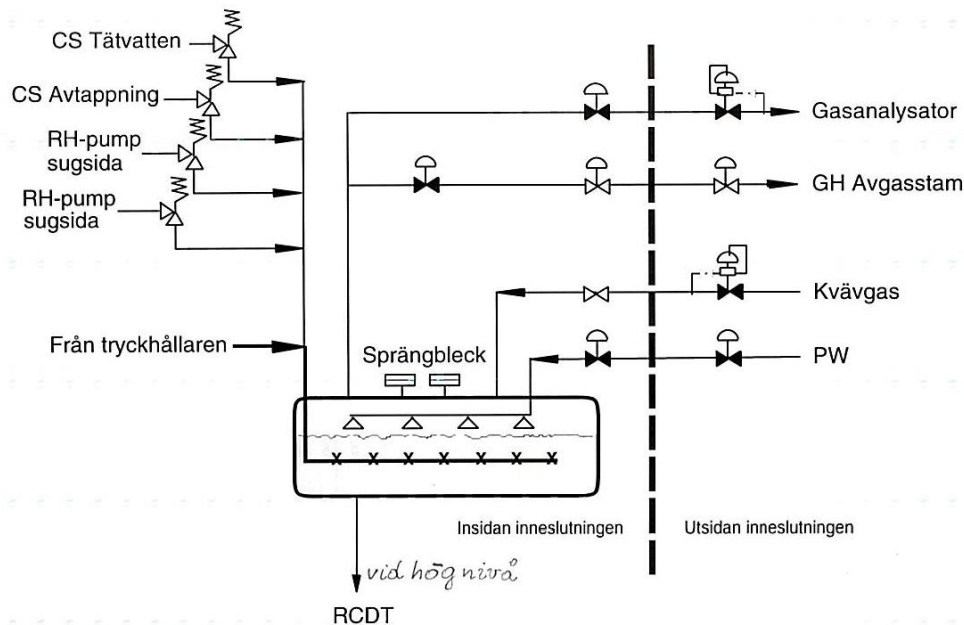 CS Tätvatten
CS Avtappning
RH-pump
sugsida
RH-pump
sugsida
Från tryckhållaren
Sprängbleck
Gasanalysator
GH Avgasstam
Kvävgas
PW
Insidan inneslutningen
Utsidan inneslutningen
vid hög nivå
RCDT